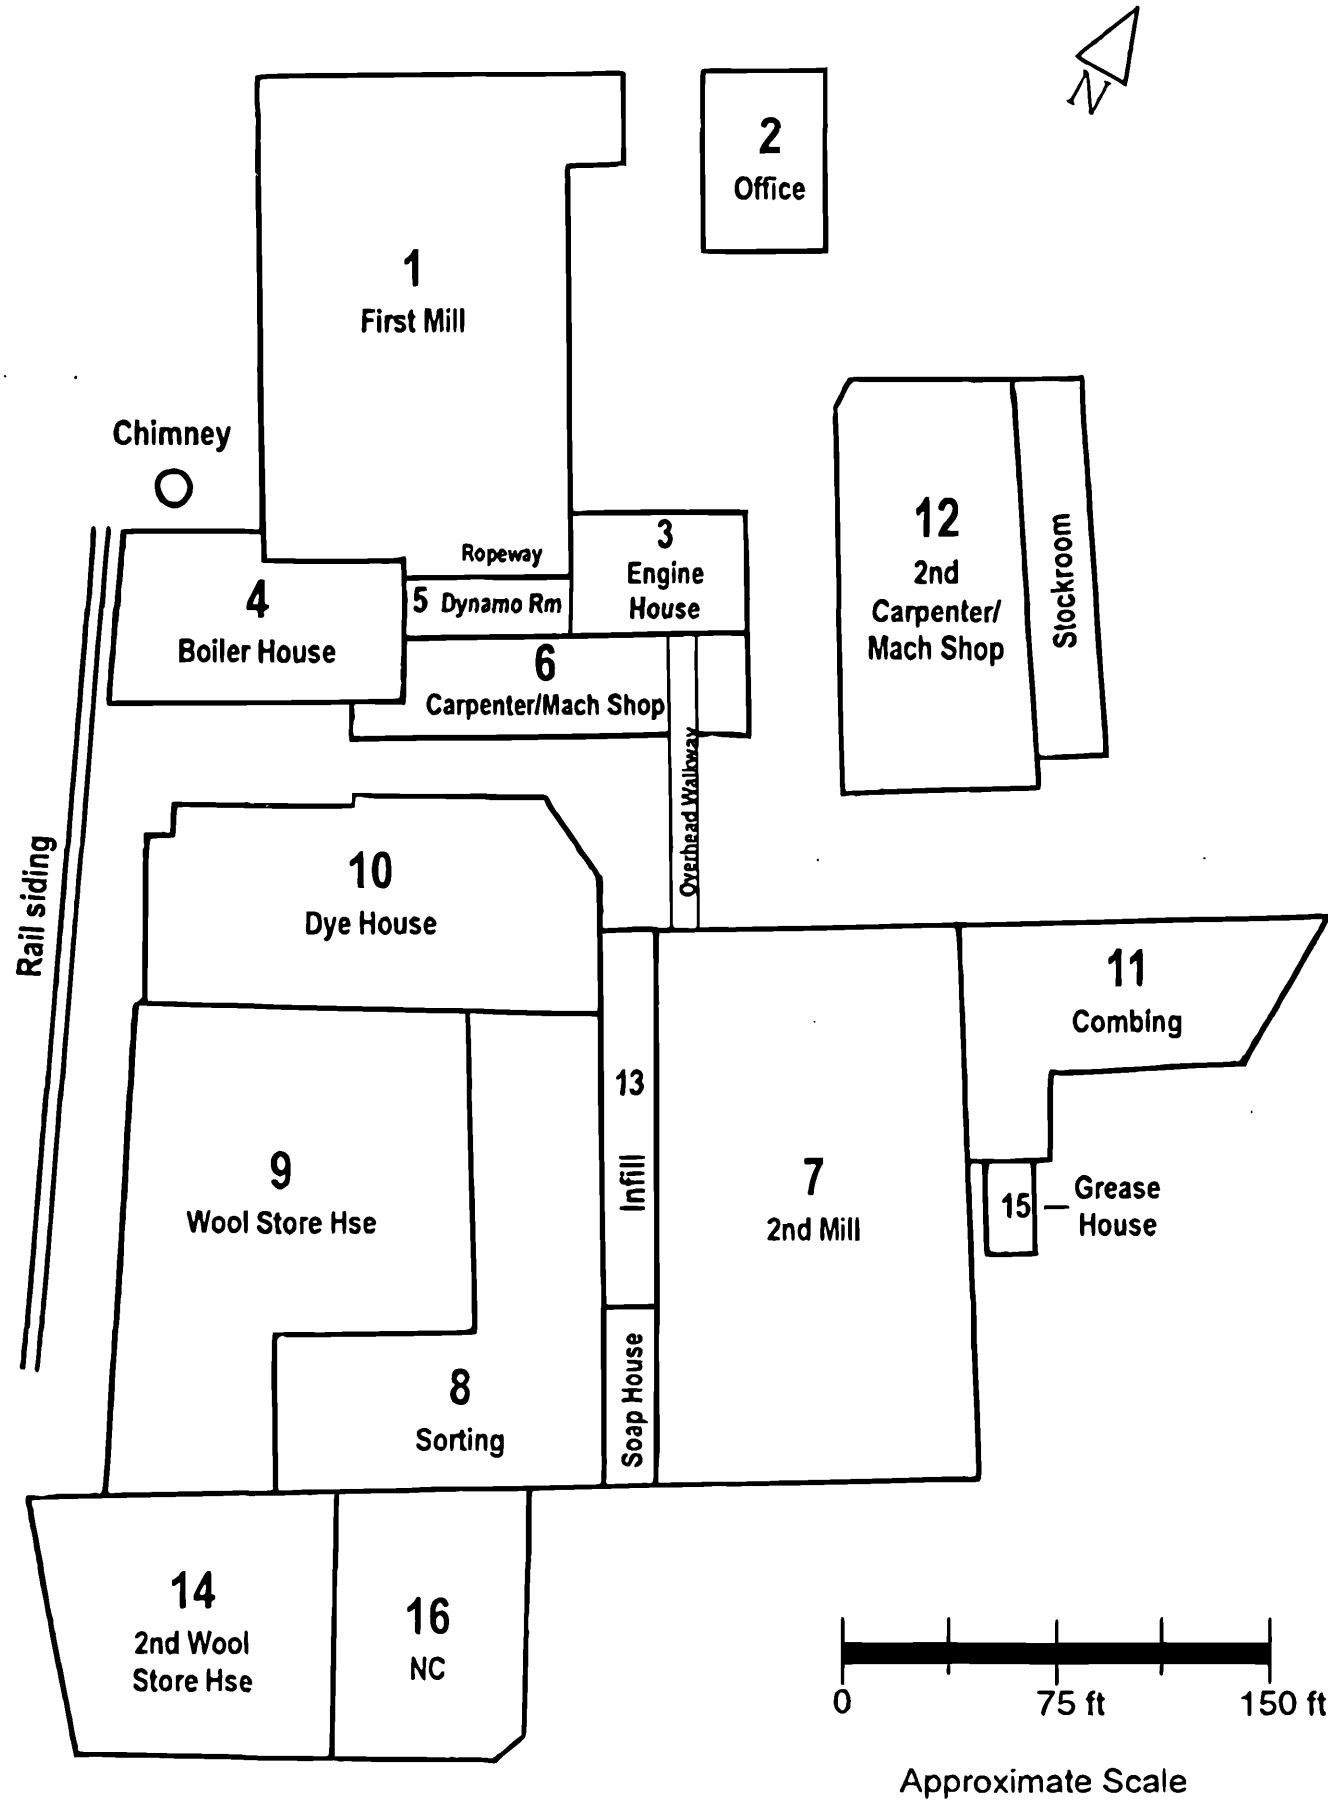 N
2
Office
1
First Mill
Chimney
12
2nd
Carpenter/
Mach Shop
Stockroom
3
Engine
House
Ropeway
4
Boiler House
5 Dynamo Rm
6
Carpenter/Mach Shop
Overhead Walkway
Rail siding
10
Dye House
11
Combing
13
Infill
9
Wool Store Hse
7
2nd Mill
15
Grease
House
8
Sorting
Soap House
14
2nd Wool
Store Hse
16
NC
0 75 ft 150 ft
Approximate Scale